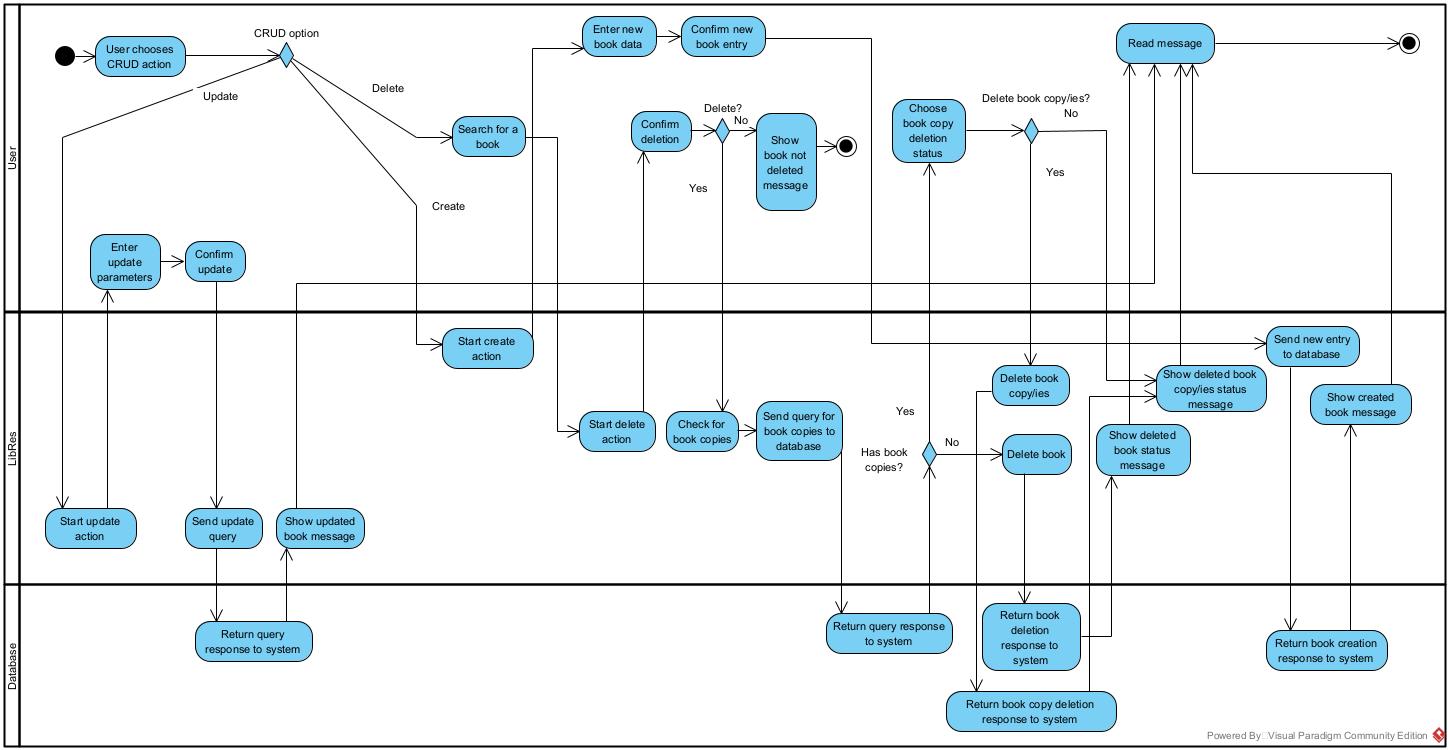 User
User chooses
CRUD action
CRUD option
Update
Delete
Create
Search for a
book
Enter new
book data
Confirm new
book entry
Confirm
deletion
Delete?
No
Yes
Show
book not
deleted
message
Choose
book copy
deletion
status
Delete book copy/ies?
No
Yes
Read message
Enter
update
parameters
Confirm
update
LibRes
Start create
action
Start delete
action
Check for
book copies
Send query for
book copies to
database
Yes
Has book
copies?
No
Delete book
copy/ies
Delete book
Show deleted book
copy/ies status
message
Show deleted
book status
message
Send new entry
to database
Show created
book message
Start update
action
Send update
query
Show updated
book message
Database
Return query
response to system
Return query response
to system
Return book
deletion
response to
system
Return book copy deletion
response to system
Return book creation
response to system
Powered By Visual Paradigm Community Edition